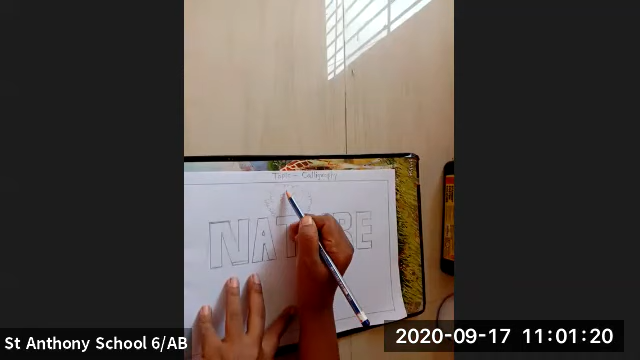 Topic - Calligraphy
NATURE
St Anthony School 6/AB
2020-09-17 11:01:20